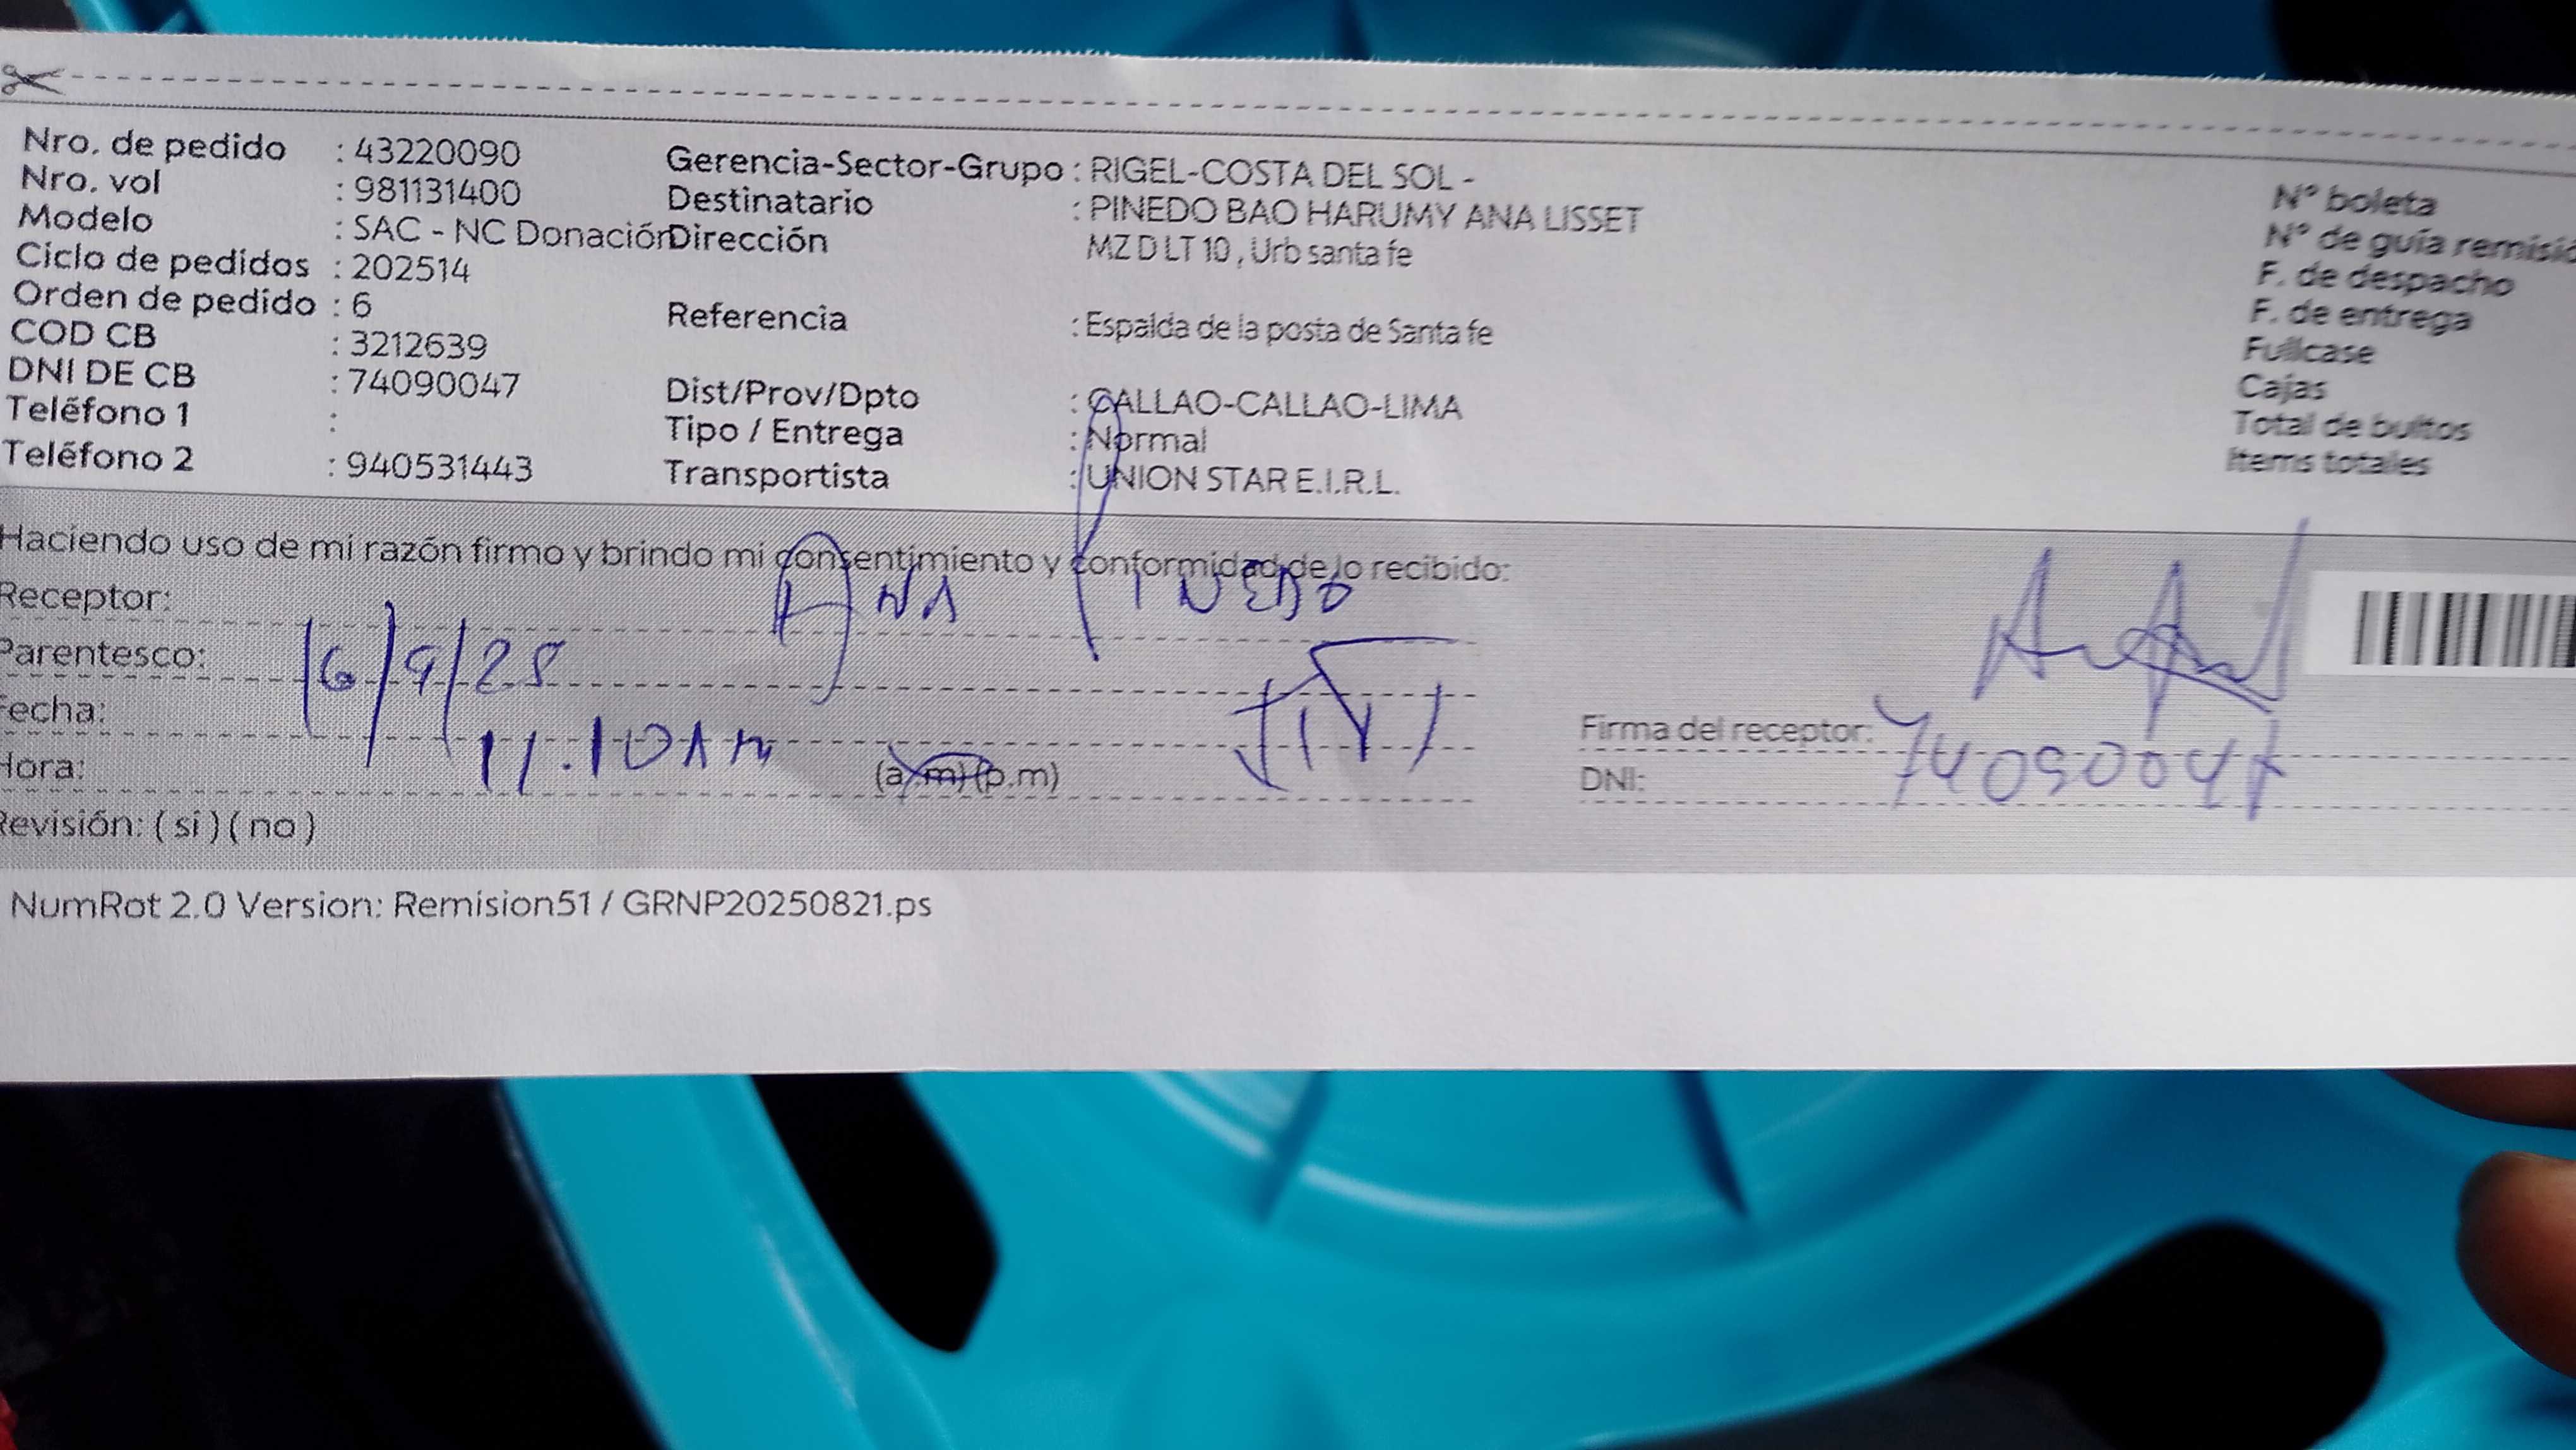 Nro. de pedido : 43220090
Nro. vol : 981131400
Modelo : SAC - NC Donación
Ciclo de pedidos : 202514
Orden de pedido : 6
COD CB : 3212639
DNI DE CB : 74090047
Teléfono 1 :
Teléfono 2 : 940531443
Gerencia-Sector-Grupo : RIGEL-COSTA DEL SOL -
Destinatario : PINEDO BAO HARUMY ANA LISSET
Dirección MZ D LT 10 , Urb santa fe
Referencia : Espalda de la posta de Santa fe
Dist/Prov/Dpto : CALLAO-CALLAO-LIMA
Tipo / Entrega : Normal
Transportista : UNION STAR E.I.R.L.
N° boleta
N° de guía remisió
F. de despacho
F. de entrega
Fullcase
Cajas
Total de bultos
Items totales
Haciendo uso de mi razón firmo y brindo mi consentimiento y conformidad de lo recibido:
Receptor: ANA PINEDO
Parentesco:
Fecha: 16/9/25
Hora: 11:10 Am (a.m) (p.m)
Revisión: ( si ) ( no )
Firma del receptor:
DNI: 74090047
NumRot 2.0 Version: Remision51 / GRNP20250821.ps